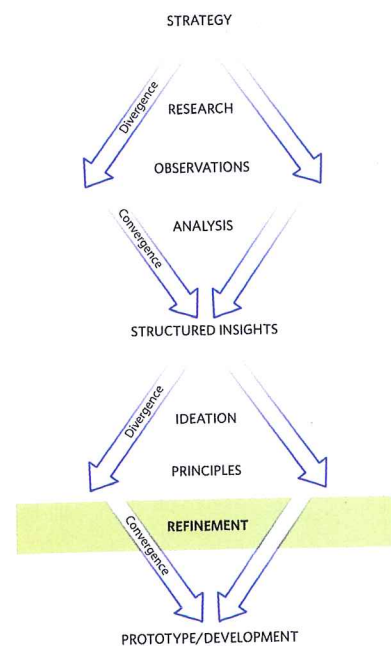 STRATEGY
Divergence
RESEARCH
OBSERVATIONS
Convergence
ANALYSIS
STRUCTURED INSIGHTS
Divergence
IDEATION
PRINCIPLES
REFINEMENT
Convergence
PROTOTYPE/DEVELOPMENT